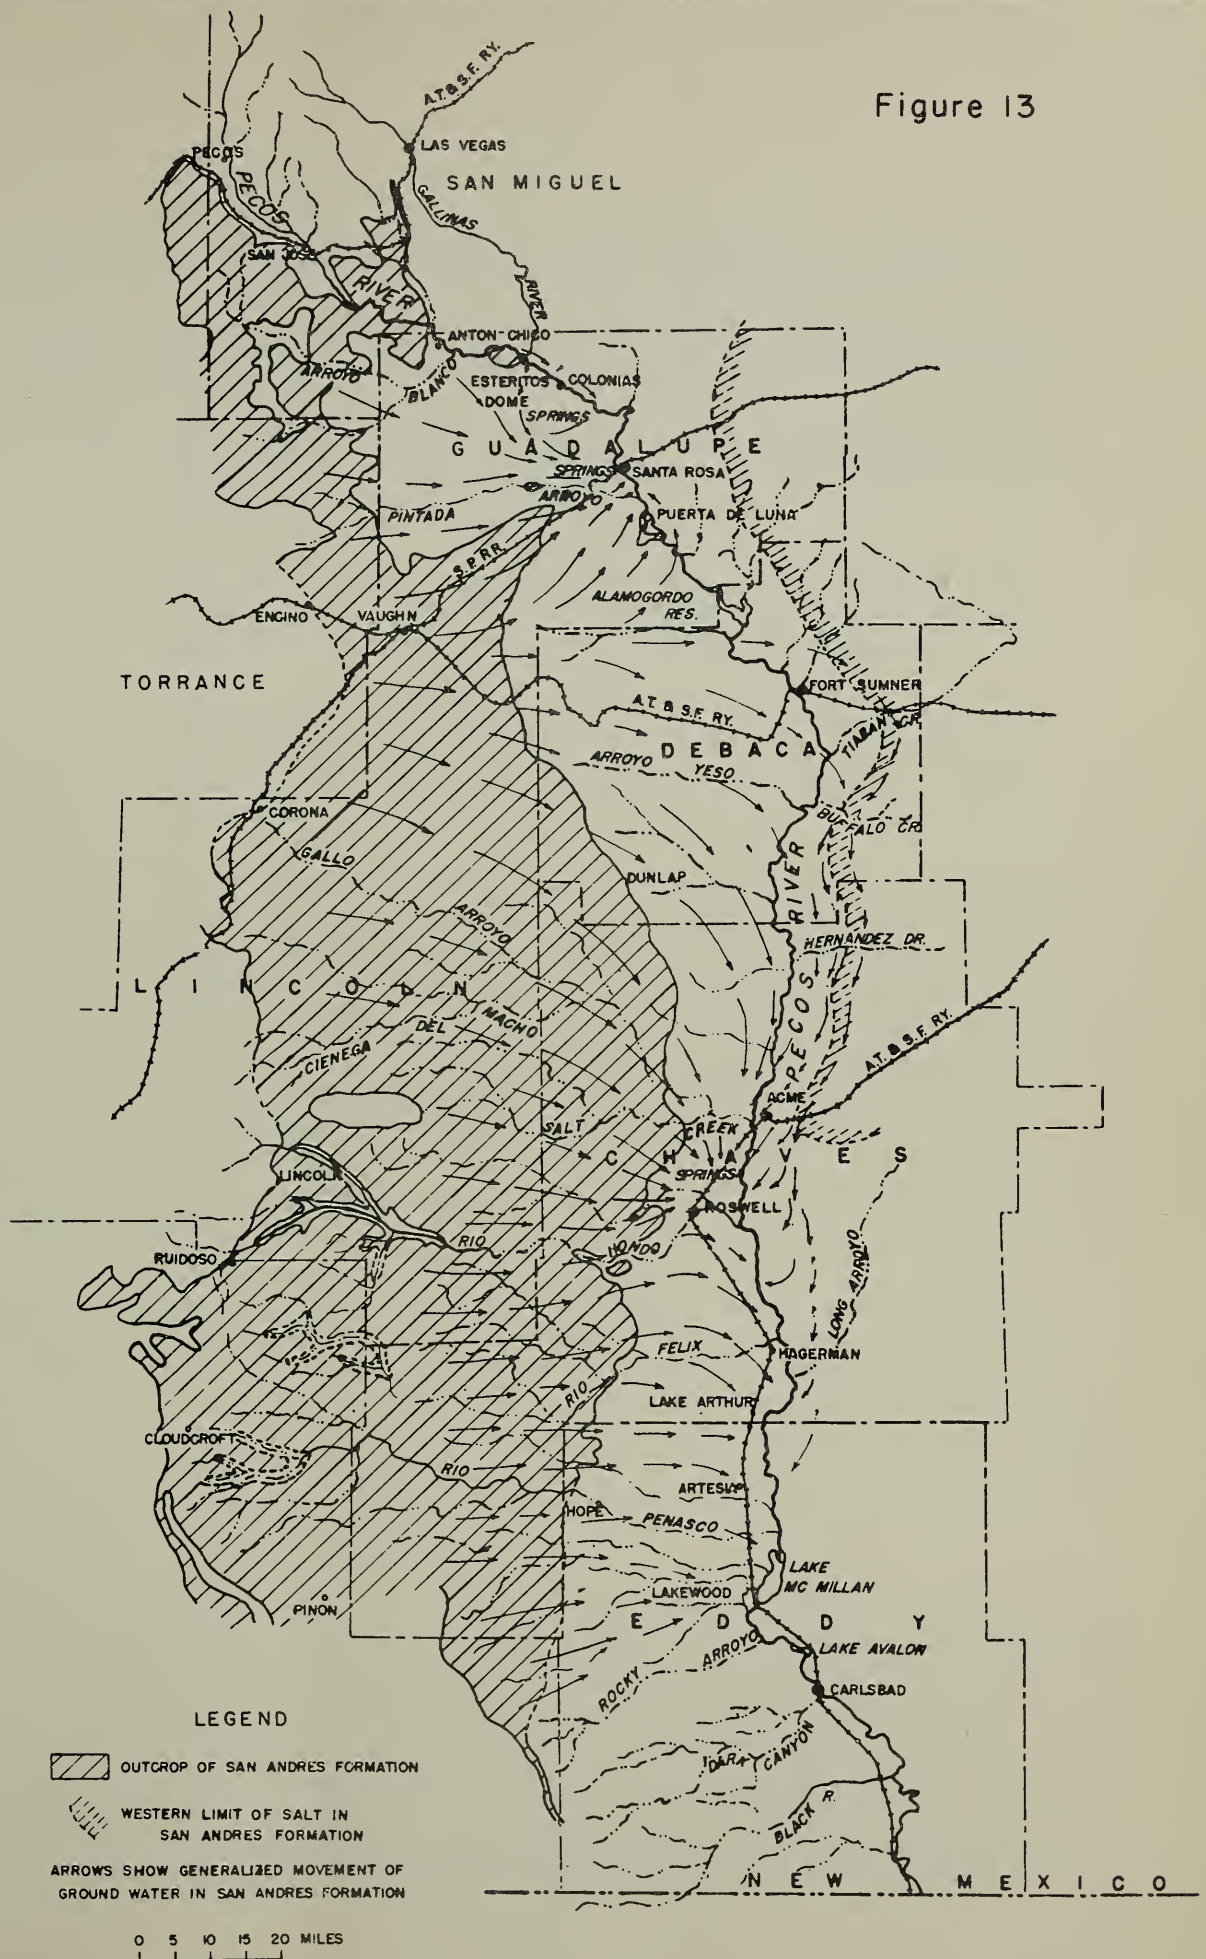 Figure 13
A.T. & S.F. RY.
LAS VEGAS
PECOS
SAN MIGUEL
PECOS
GALLINAS
SAN JOSE
RIVER
RIVER
ANTON CHICO
ARROYO
BLANCO
ESTERITOS
DOME
COLONIAS
SPRINGS
GUADALUPE
SPRINGS
SANTA ROSA
ARROYO
PINTADA
PUERTA DE LUNA
S.P.RR.
ALAMOGORDO
RES.
ENCINO
VAUGHN
TORRANCE
FORT SUMNER
A.T. & S.F. RY.
TIABAN CR.
DEBACA
ARROYO YESO
CORONA
BUFFALO CR.
GALLO
RIVER
DUNLAP
ARROYO
HERNANDEZ DR.
LINCOLN
PECOS
MACHO
DEL
A.T. & S.F. RY.
CIENEGA
ACME
SALT
CREEK
CHAVES
SPRINGS
LINCOLN
ROSWELL
RIO
HONDO
RUIDOSO
LONG ARROYO
FELIX
HAGERMAN
RIO
LAKE ARTHUR
CLOUDCROFT
RIO
ARTESIA
HOPE
PENASCO
LAKE
MC MILLAN
LAKEWOOD
PINON
EDDY
ARROYO
LAKE AVALON
ROCKY
CARLSBAD
LEGEND
DARK CANYON
OUTCROP OF SAN ANDRES FORMATION
BLACK R.
WESTERN LIMIT OF SALT IN
SAN ANDRES FORMATION
ARROWS SHOW GENERALIZED MOVEMENT OF
GROUND WATER IN SAN ANDRES FORMATION
NEW MEXICO
0 5 10 15 20 MILES